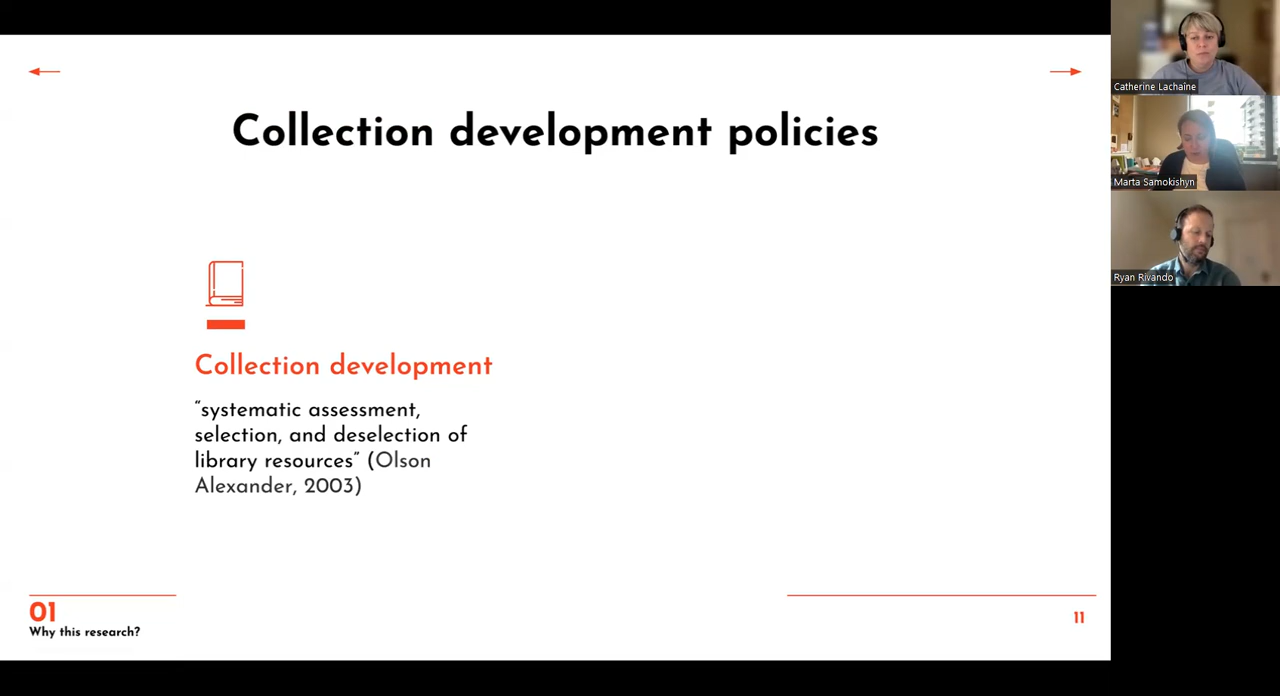 Collection development policies
Collection development
“systematic assessment,
selection, and deselection of
library resources” (Olson
Alexander, 2003)
01
Why this research?
11
Catherine Lachaîne
Marta Samokishyn
Ryan Rivando